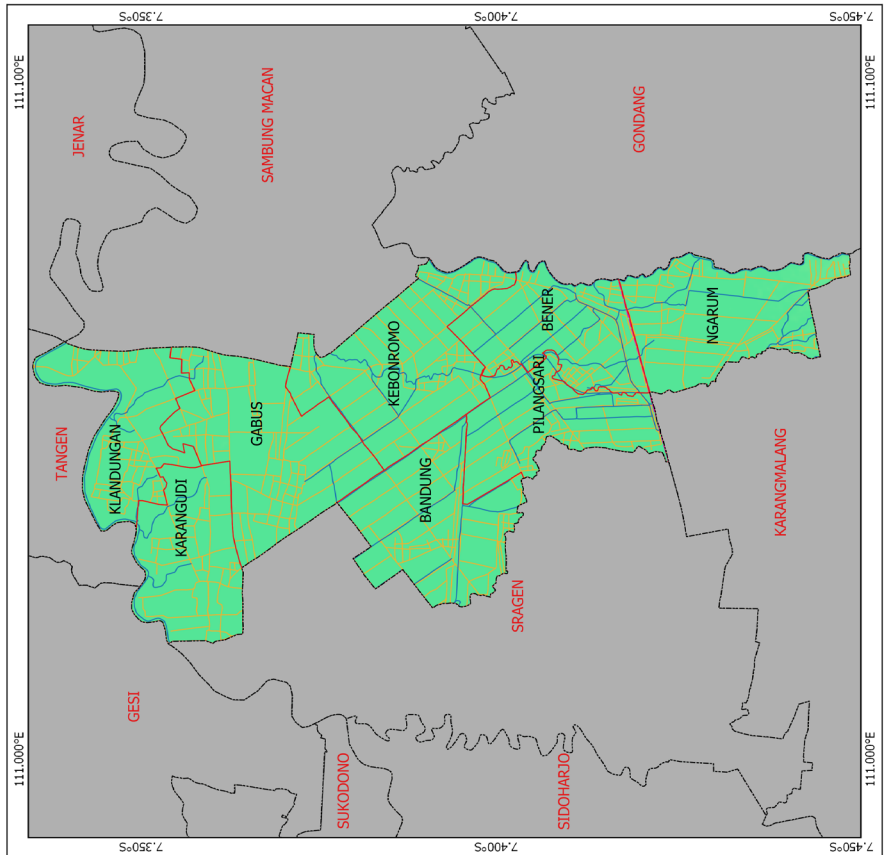 7.350°S
7.400°S
7.450°S
111.100°E
111.100°E
JENAR
SAMBUNG MACAN
GONDANG
TANGEN
KLANDUNGAN
KARANGUDI
GABUS
KEBONROMO
BANDUNG
BENER
PILANGSARI
NGARUM
KARANGMALANG
SRAGEN
GESI
SUKODONO
SIDOHARJO
111.000°E
111.000°E
7.350°S
7.400°S
7.450°S